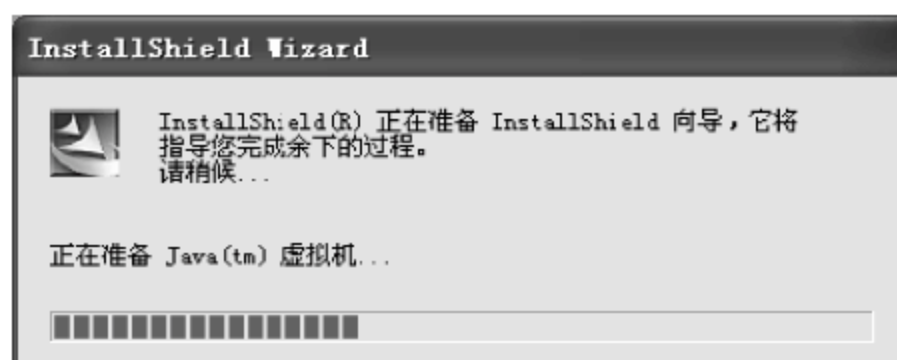 InstallShield Wizard
InstallShield(R) 正在准备 InstallShield 向导，它将
指导您完成余下的过程。
请稍候...
正在准备 Java(tm) 虚拟机...